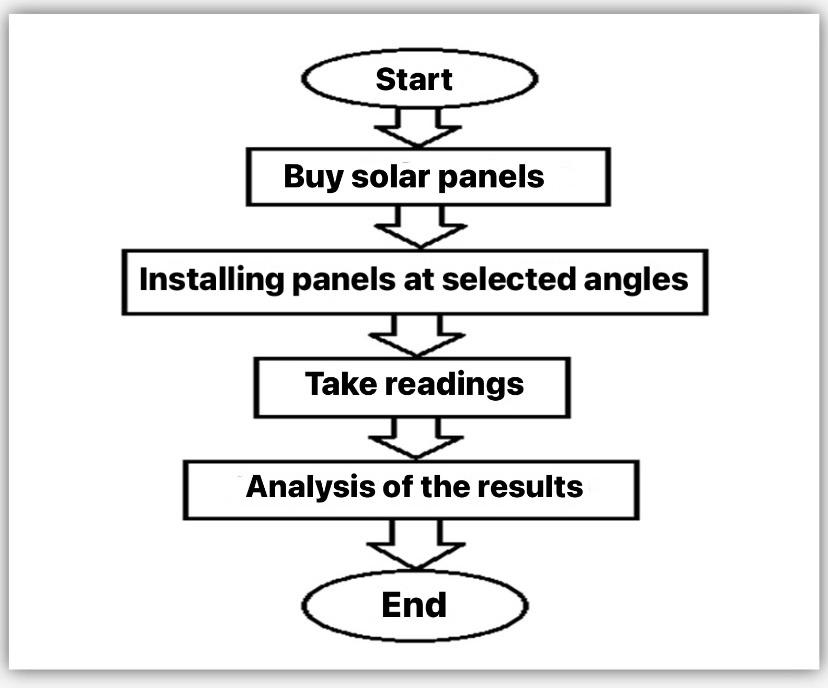 Start
Buy solar panels
Installing panels at selected angles
Take readings
Analysis of the results
End